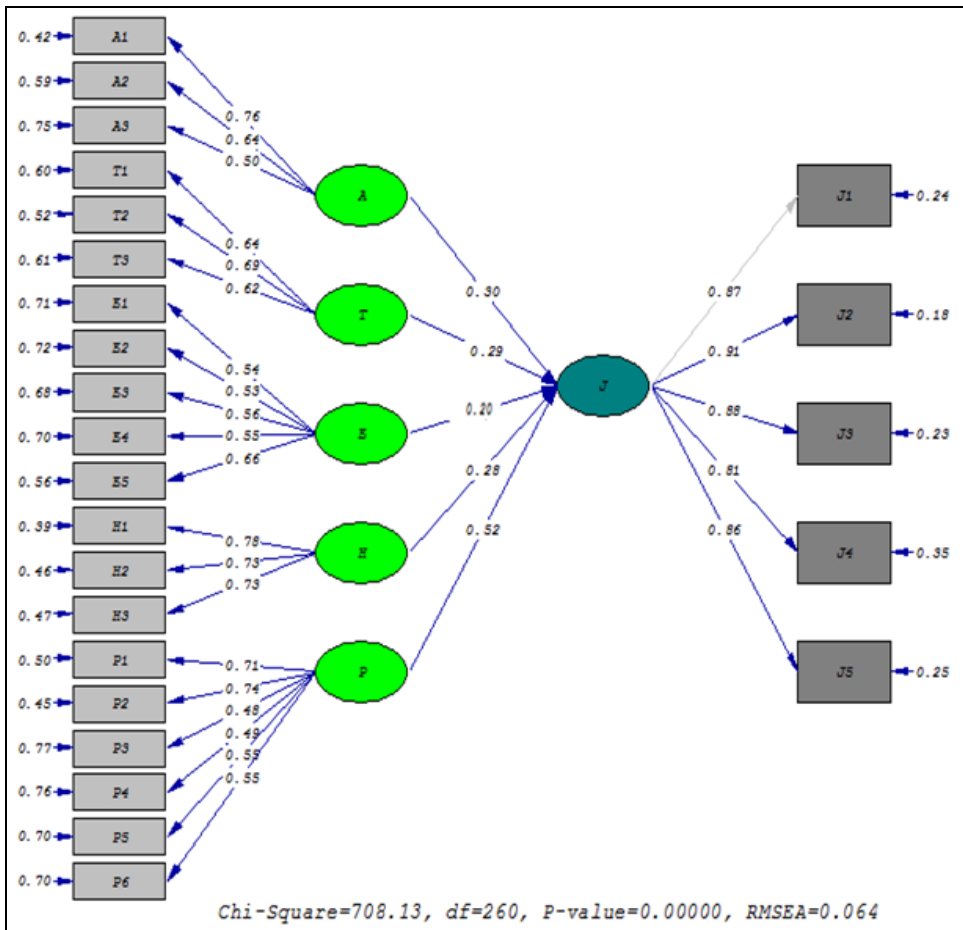 0.42 A1
0.59 A2
0.75 A3
0.60 T1
0.52 T2
0.61 T3
0.71 E1
0.72 E2
0.68 E3
0.70 E4
0.56 E5
0.39 H1
0.46 H2
0.47 H3
0.50 P1
0.45 P2
0.77 P3
0.76 P4
0.70 P5
0.70 P6
0.76
0.64
0.50
0.64
0.69
0.62
0.54
0.53
0.56
0.55
0.66
0.78
0.73
0.73
0.71
0.74
0.48
0.49
0.55
0.55
A
T
E
H
P
0.30
0.29
0.20
0.28
0.52
J
0.87
0.91
0.88
0.81
0.86
J1 0.24
J2 0.18
J3 0.23
J4 0.35
J5 0.25
Chi-Square=708.13, df=260, P-value=0.00000, RMSEA=0.064